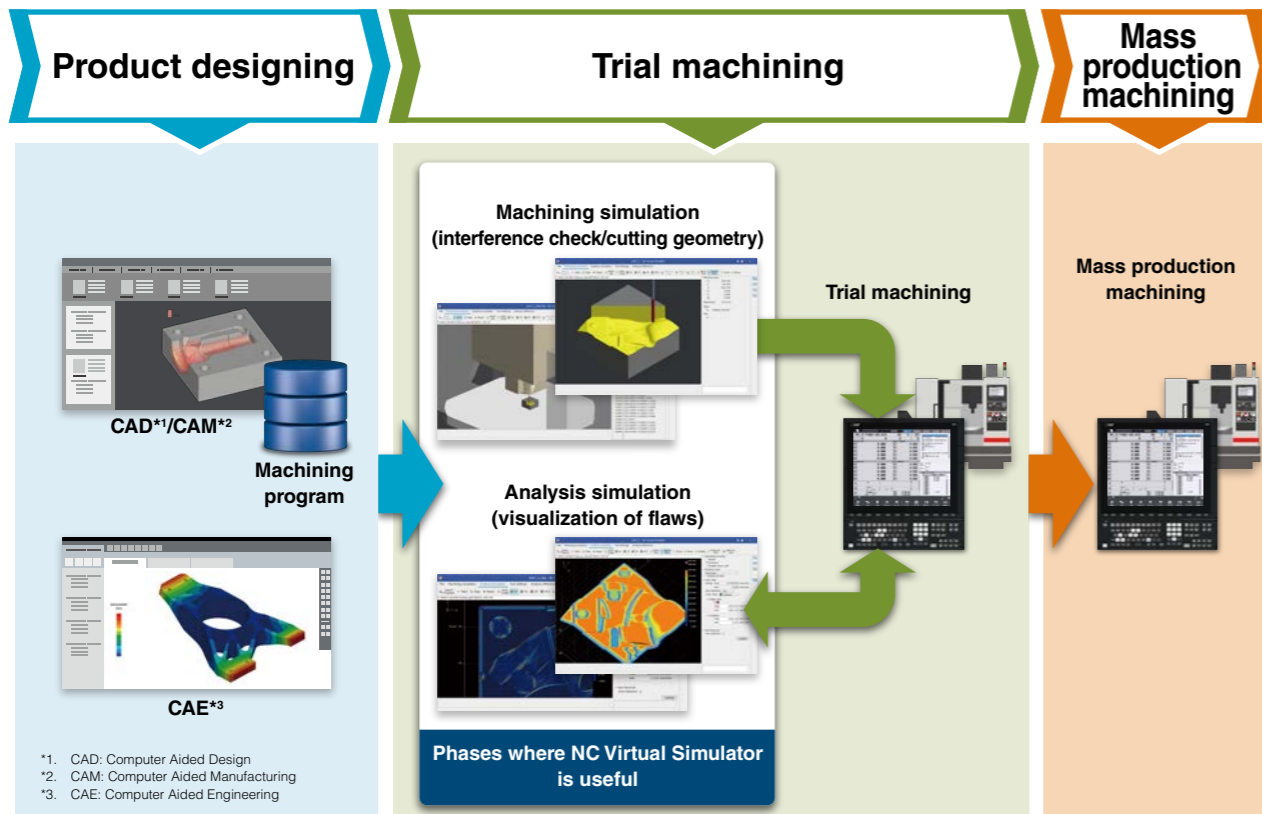 Product designing
Trial machining
Mass
production
machining
Machining simulation
(interference check/cutting geometry)
Trial machining
Mass production
machining
CAD*1/CAM*2
Machining
program
Analysis simulation
(visualization of flaws)
CAE*3
Phases where NC Virtual Simulator
is useful
*1. CAD: Computer Aided Design
*2. CAM: Computer Aided Manufacturing
*3. CAE: Computer Aided Engineering